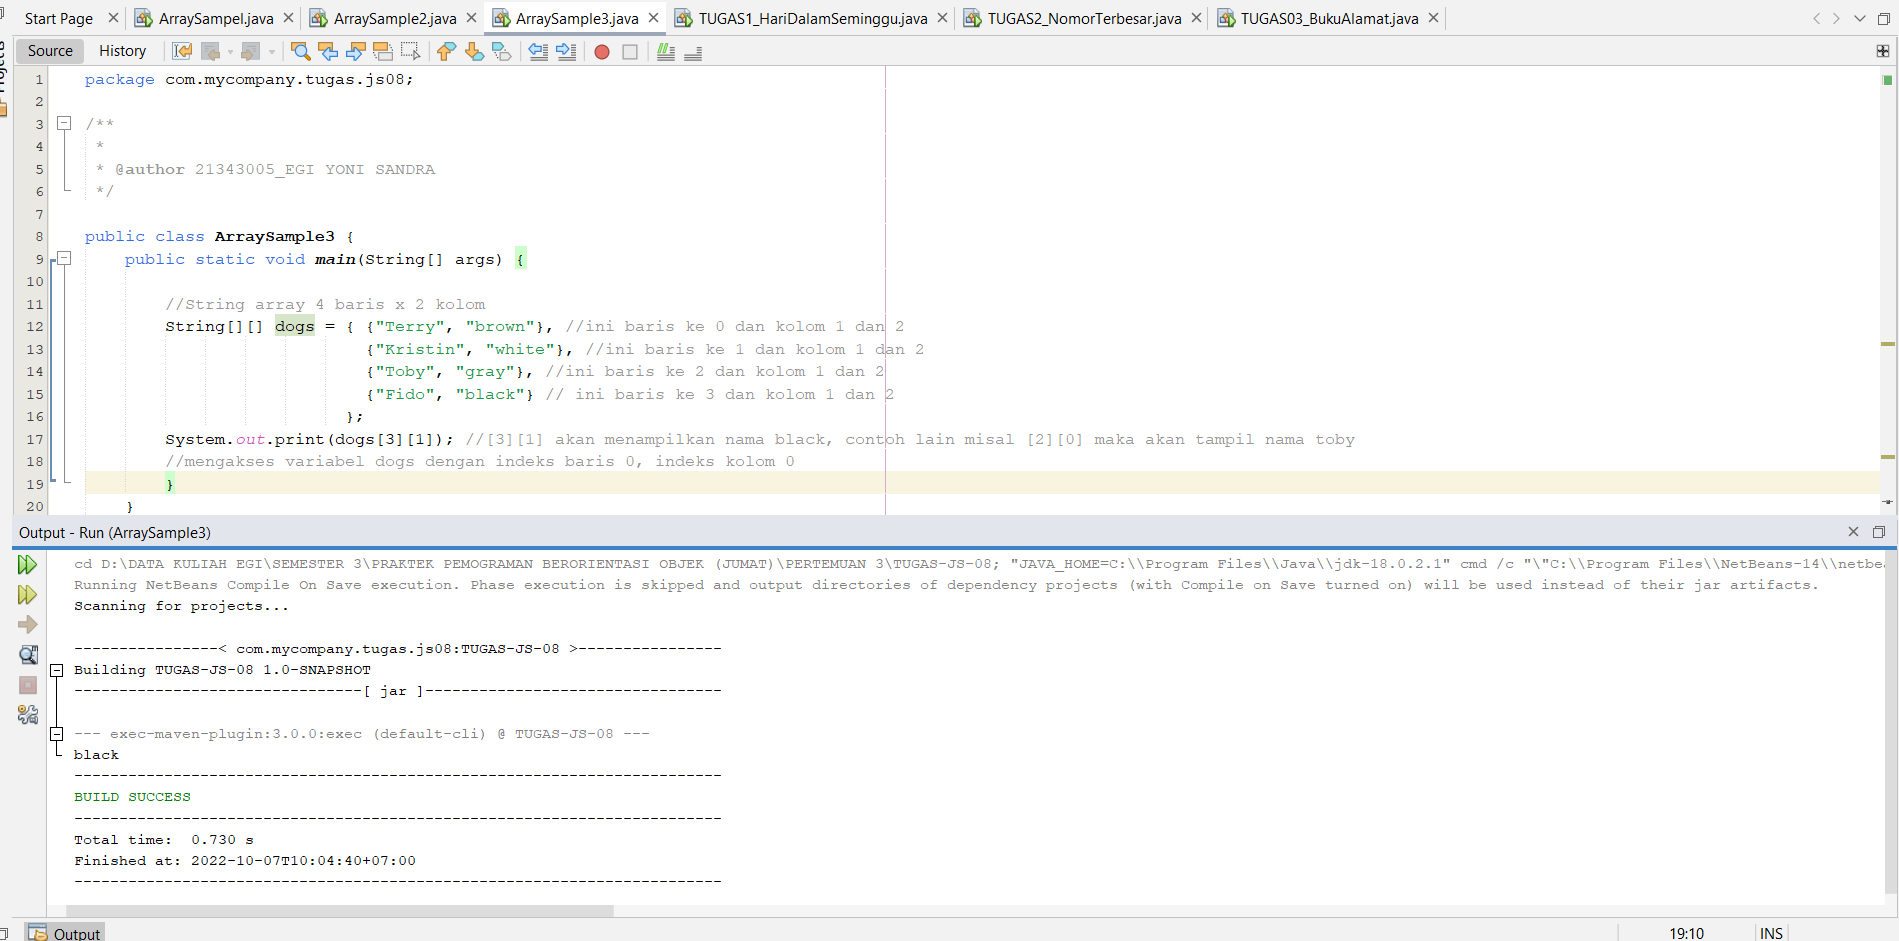 Start Page ArraySampel.java ArraySample2.java ArraySample3.java TUGAS1_HariDalamSeminggu.java TUGAS2_NomorTerbesar.java TUGAS03_BukuAlamat.java
Source History
1 package com.mycompany.tugas.js08;
2
3 /**
4 *
5 * @author 21343005_EGI YONI SANDRA
6 */
7
8 public class ArraySample3 {
9 public static void main(String[] args) {
10
11 //String array 4 baris x 2 kolom
12 String[][] dogs = { {"Terry", "brown"}, //ini baris ke 0 dan kolom 1 dan 2
13 {"Kristin", "white"}, //ini baris ke 1 dan kolom 1 dan 2
14 {"Toby", "gray"}, //ini baris ke 2 dan kolom 1 dan 2
15 {"Fido", "black"} // ini baris ke 3 dan kolom 1 dan 2
16 };
17 System.out.print(dogs[3][1]); //[3][1] akan menampilkan nama black, contoh lain misal [2][0] maka akan tampil nama toby
18 //mengakses variabel dogs dengan indeks baris 0, indeks kolom 0
19 }
20 }
Output - Run (ArraySample3)
cd D:\DATA KULIAH EGI\SEMESTER 3\PRAKTEK PEMOGRAMAN BERORIENTASI OBJEK (JUMAT)\PERTEMUAN 3\TUGAS-JS-08; "JAVA_HOME=C:\\Program Files\\Java\\jdk-18.0.2.1" cmd /c "\"C:\\Program Files\\NetBeans-14\\netbea
Running NetBeans Compile On Save execution. Phase execution is skipped and output directories of dependency projects (with Compile on Save turned on) will be used instead of their jar artifacts.
Scanning for projects...
----------------< com.mycompany.tugas.js08:TUGAS-JS-08 >----------------
Building TUGAS-JS-08 1.0-SNAPSHOT
--------------------------------[ jar ]---------------------------------
--- exec-maven-plugin:3.0.0:exec (default-cli) @ TUGAS-JS-08 ---
black
------------------------------------------------------------------------
BUILD SUCCESS
------------------------------------------------------------------------
Total time:  0.730 s
Finished at: 2022-10-07T10:04:40+07:00
------------------------------------------------------------------------
Output 19:10 INS